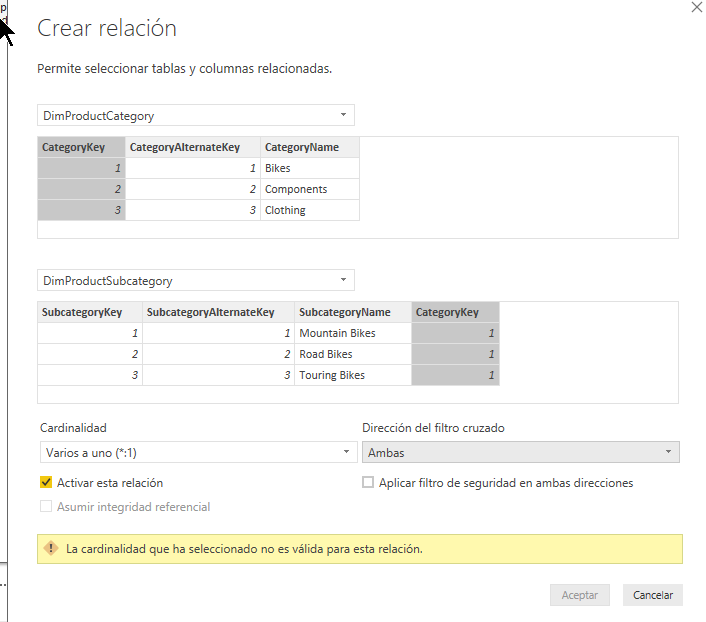 Crear relación
Permite seleccionar tablas y columnas relacionadas.
DimProductCategory
CategoryKey CategoryAlternateKey CategoryName
1 1 Bikes
2 2 Components
3 3 Clothing
DimProductSubcategory
SubcategoryKey SubcategoryAlternateKey SubcategoryName CategoryKey
1 1 Mountain Bikes 1
2 2 Road Bikes 1
3 3 Touring Bikes 1
Cardinalidad Dirección del filtro cruzado
Varios a uno (*:1) Ambas
Activar esta relación Aplicar filtro de seguridad en ambas direcciones
Asumir integridad referencial
La cardinalidad que ha seleccionado no es válida para esta relación.
Aceptar Cancelar